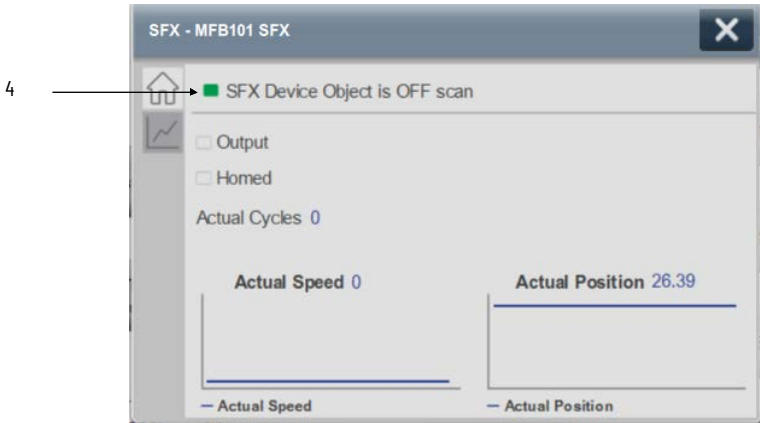 SFX - MFB101 SFX
4
SFX Device Object is OFF scan
Output
Homed
Actual Cycles 0
Actual Speed 0
Actual Position 26.39
Actual Speed
Actual Position